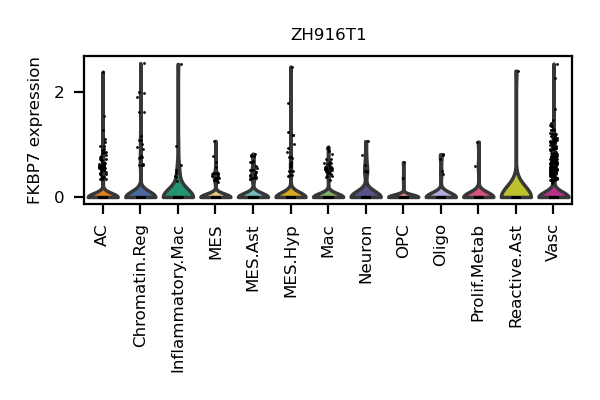 ZH916T1
FKBP7 expression
2
0
AC
Chromatin.Reg
Inflammatory.Mac
MES
MES.Ast
MES.Hyp
Mac
Neuron
OPC
Oligo
Prolif.Metab
Reactive.Ast
Vasc